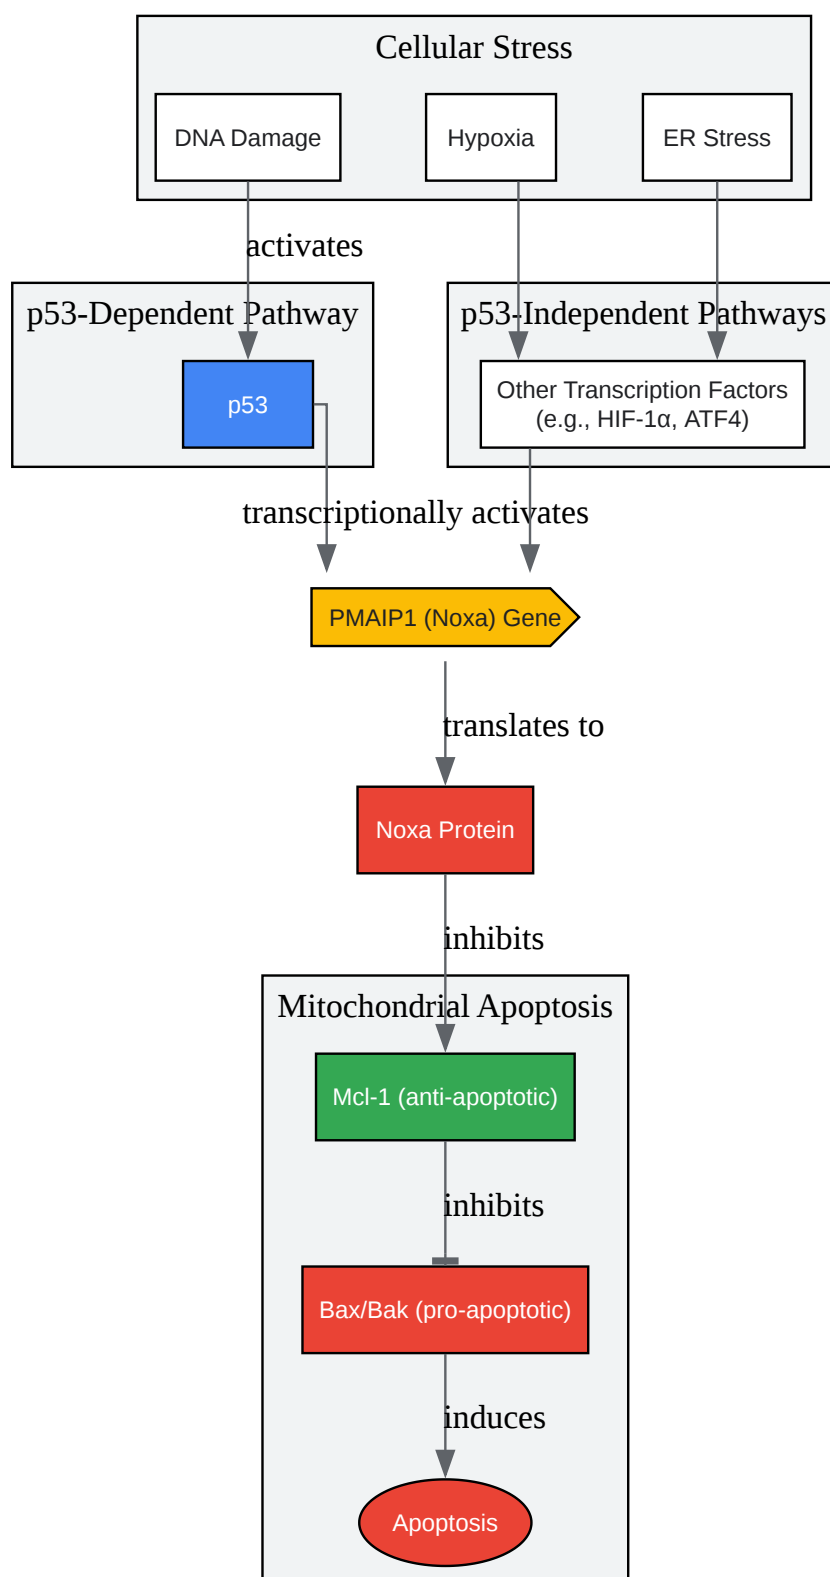 Cellular Stress
DNA Damage
Hypoxia
ER Stress
activates
p53-Dependent Pathway
p53-Independent Pathways
p53
Other Transcription Factors
(e.g., HIF-1α, ATF4)
transcriptionally activates
PMAIP1 (Noxa) Gene
translates to
Noxa Protein
inhibits
Mitochondrial Apoptosis
Mcl-1 (anti-apoptotic)
inhibits
Bax/Bak (pro-apoptotic)
induces
Apoptosis